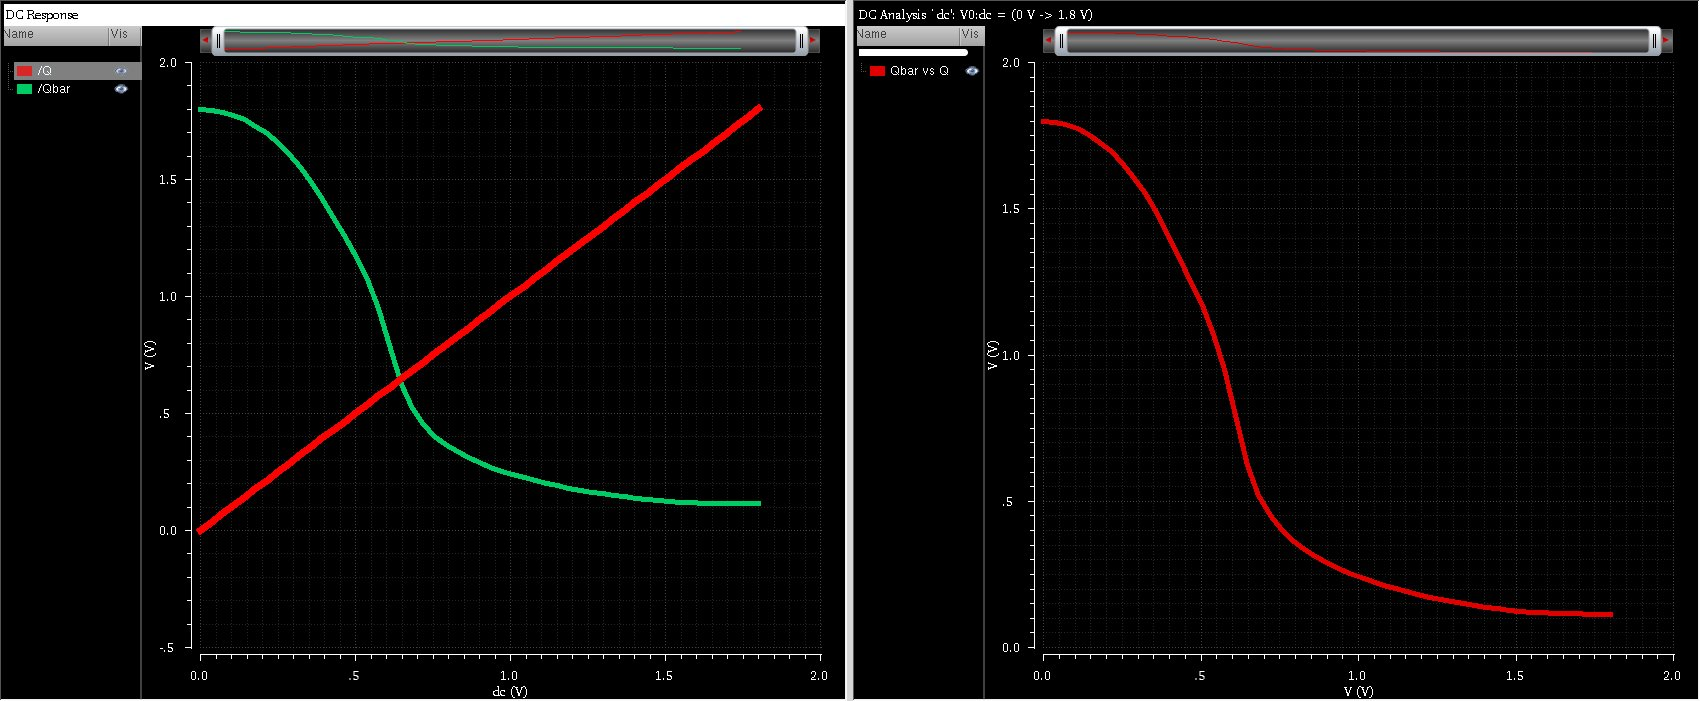 DC Response
Name Vis
/Q
/Qbar
2.0
1.5
1.0
.5
0.0
-.5
V (V)
0.0 .5 1.0 1.5 2.0
dc (V)
DC Analysis `dc': V0:dc = (0 V -> 1.8 V)
Name Vis
Qbar vs Q
2.0
1.5
1.0
.5
0.0
V (V)
0.0 .5 1.0 1.5 2.0
V (V)